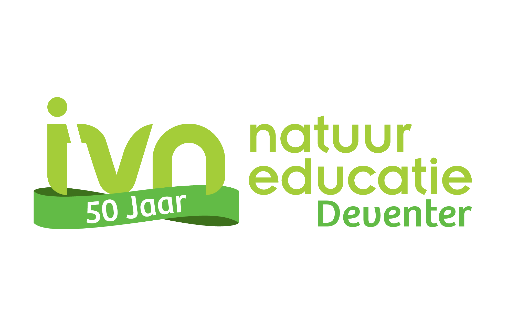 ivn
50 Jaar
natuur
educatie
Deventer